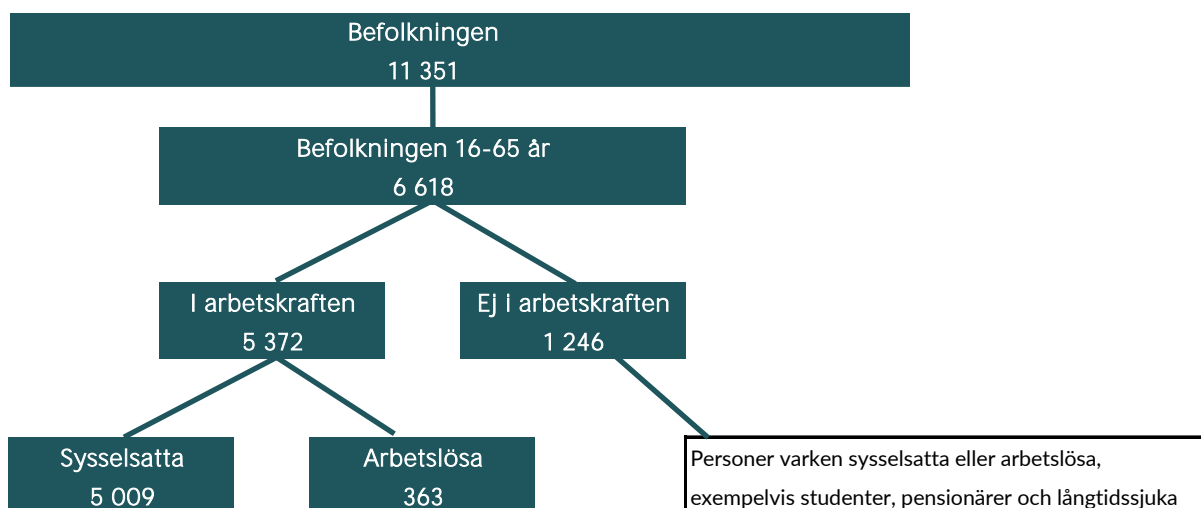 Befolkningen
11 351
Befolkningen 16-65 år
6 618
I arbetskraften
5 372
Ej i arbetskraften
1 246
Sysselsatta
5 009
Arbetslösa
363
Personer varken sysselsatta eller arbetslösa,
exempelvis studenter, pensionärer och långtidssjuka